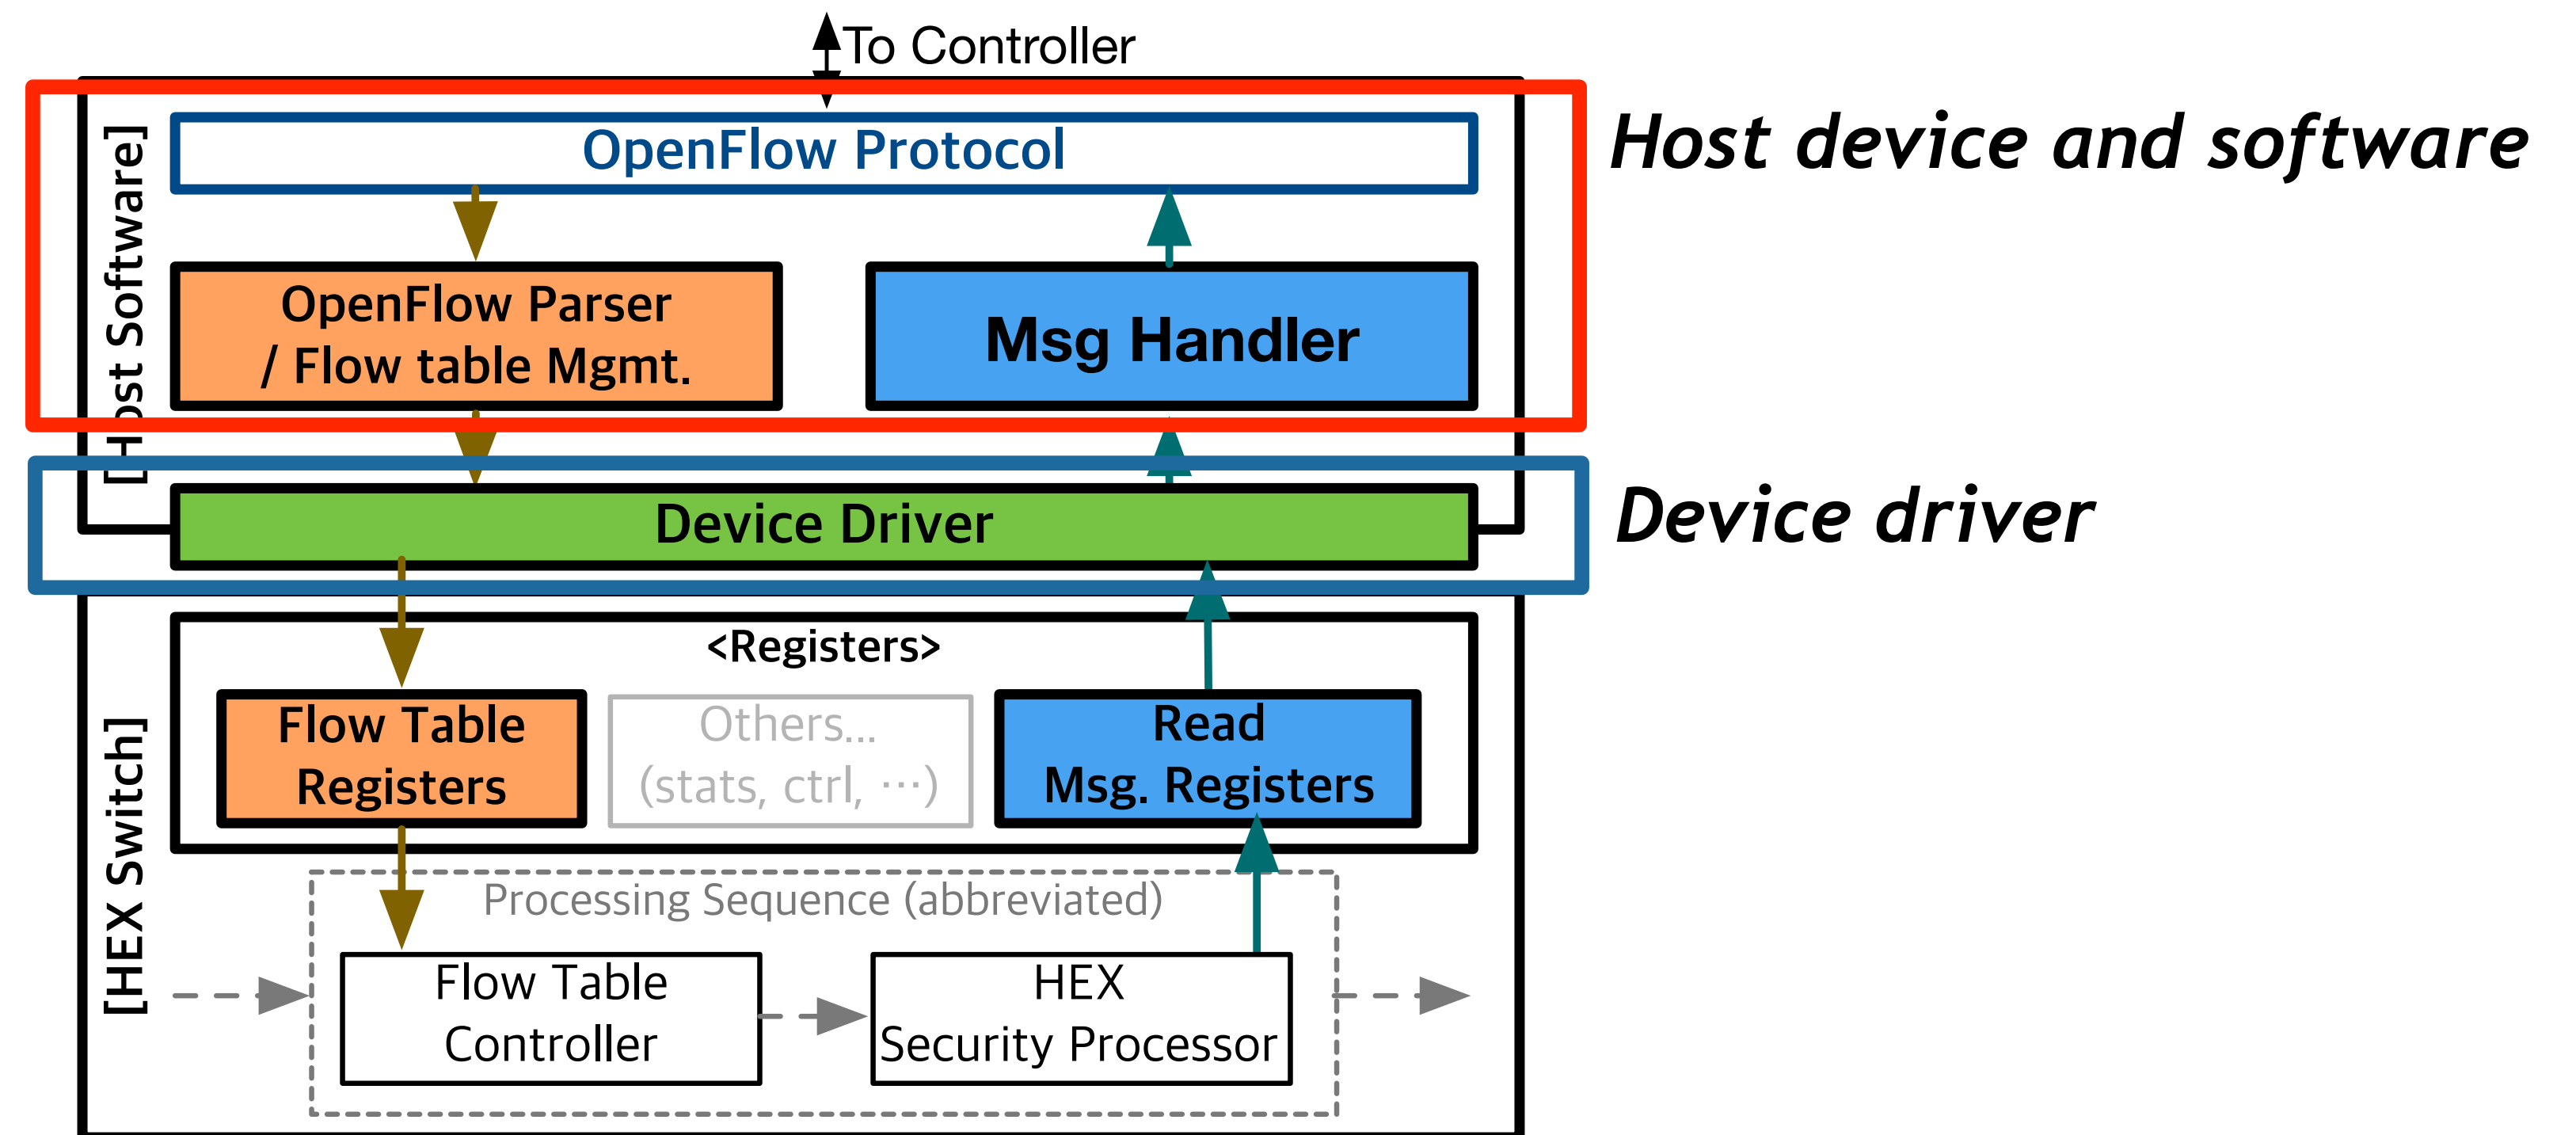 To Controller
[Host Software]
OpenFlow Protocol
Host device and software
OpenFlow Parser
/ Flow table Mgmt.
Msg Handler
Device Driver
Device driver
[HEX Switch]
<Registers>
Flow Table
Registers
Others...
(stats, ctrl, ⋯)
Read
Msg. Registers
Processing Sequence (abbreviated)
Flow Table
Controller
HEX
Security Processor